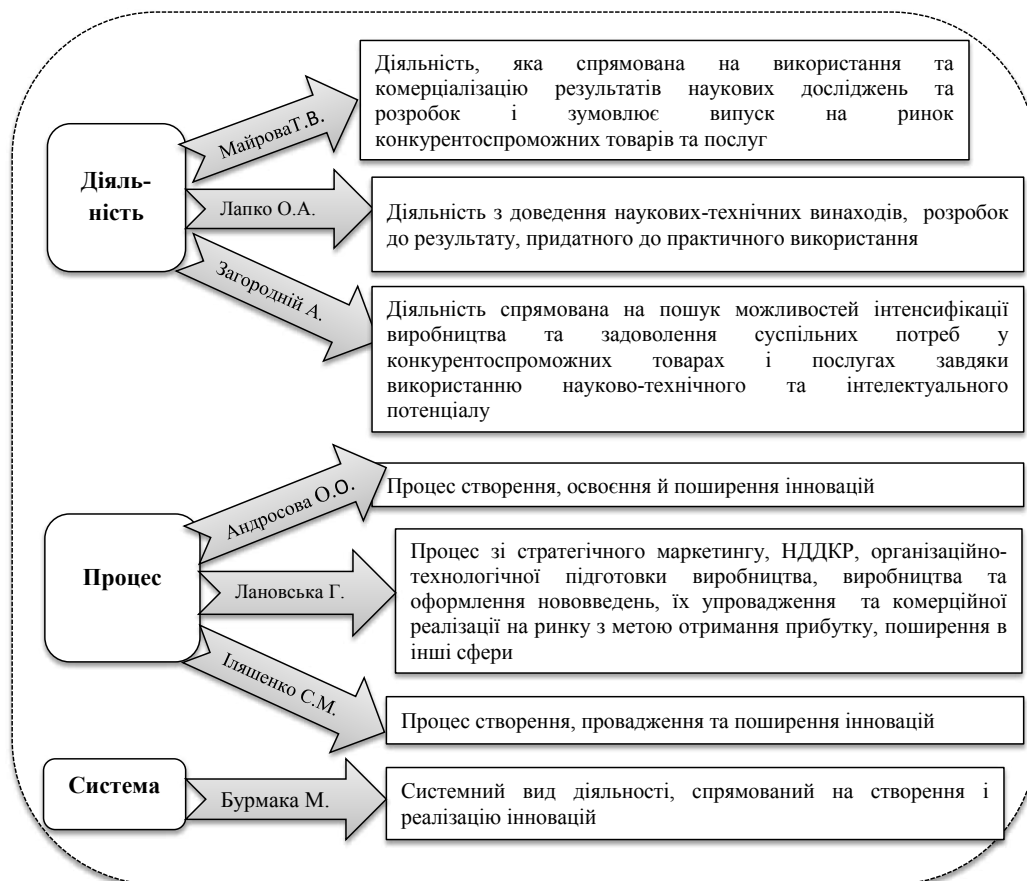 Діяль-
ність
МайроваТ.В.
Діяльність, яка спрямована на використання та
комерціалізацію результатів наукових досліджень та
розробок і зумовлює випуск на ринок
конкурентоспроможних товарів та послуг
Лапко О.А.
Діяльність з доведення наукових-технічних винаходів, розробок
до результату, придатного до практичного використання
Загородній А.
Діяльність спрямована на пошук можливостей інтенсифікації
виробництва та задоволення суспільних потреб у
конкурентоспроможних товарах і послугах завдяки
використанню науково-технічного та інтелектуального
потенціалу
Процес
Андросова О.О.
Процес створення, освоєння й поширення інновацій
Лановська Г.
Процес зі стратегічного маркетингу, НДДКР, організаційно-
технологічної підготовки виробництва, виробництва та
оформлення нововведень, їх упровадження та комерційної
реалізації на ринку з метою отримання прибутку, поширення в
інші сфери
Іляшенко С.М.
Процес створення, провадження та поширення інновацій
Система
Бурмака М.
Системний вид діяльності, спрямований на створення і
реалізацію інновацій